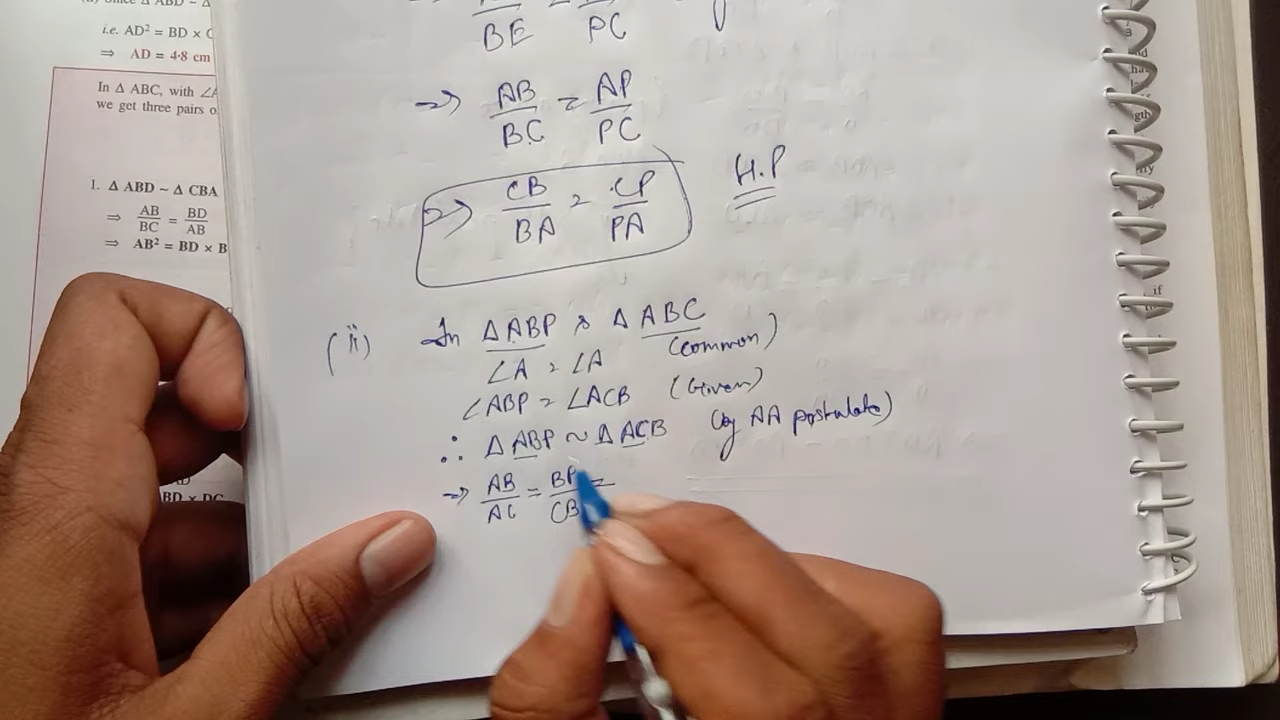 i.e. AD² = BD × C
⇒ AD = 4·8 cm
In Δ ABC, with ∠A
we get three pairs o
1. Δ ABD ~ Δ CBA
⇒ AB/BC = BD/AB
⇒ AB² = BD × B
BD × DC
BE PC
=> AB/BC = AP/PC
=> CB/BA = CP/PA H.P
(ii) In ΔABP & ΔABC
∠A = ∠A (common)
∠ABP = ∠ACB (Given)
∴ ΔABP ~ ΔACB (by AA postulate)
=> AB/AC = BP/CB =
if